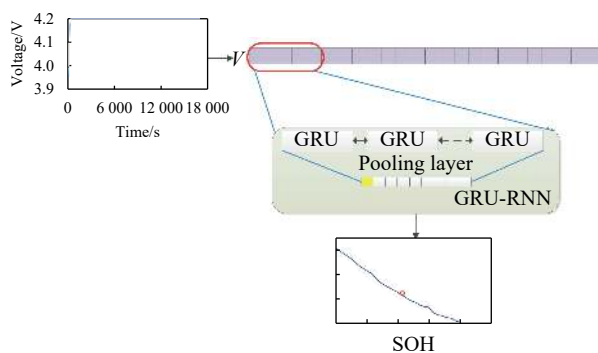 4.2
4.1
4.0
3.9
Voltage/V
0 6 000 12 000 18 000
Time/s
V
GRU GRU GRU
Pooling layer
GRU-RNN
SOH